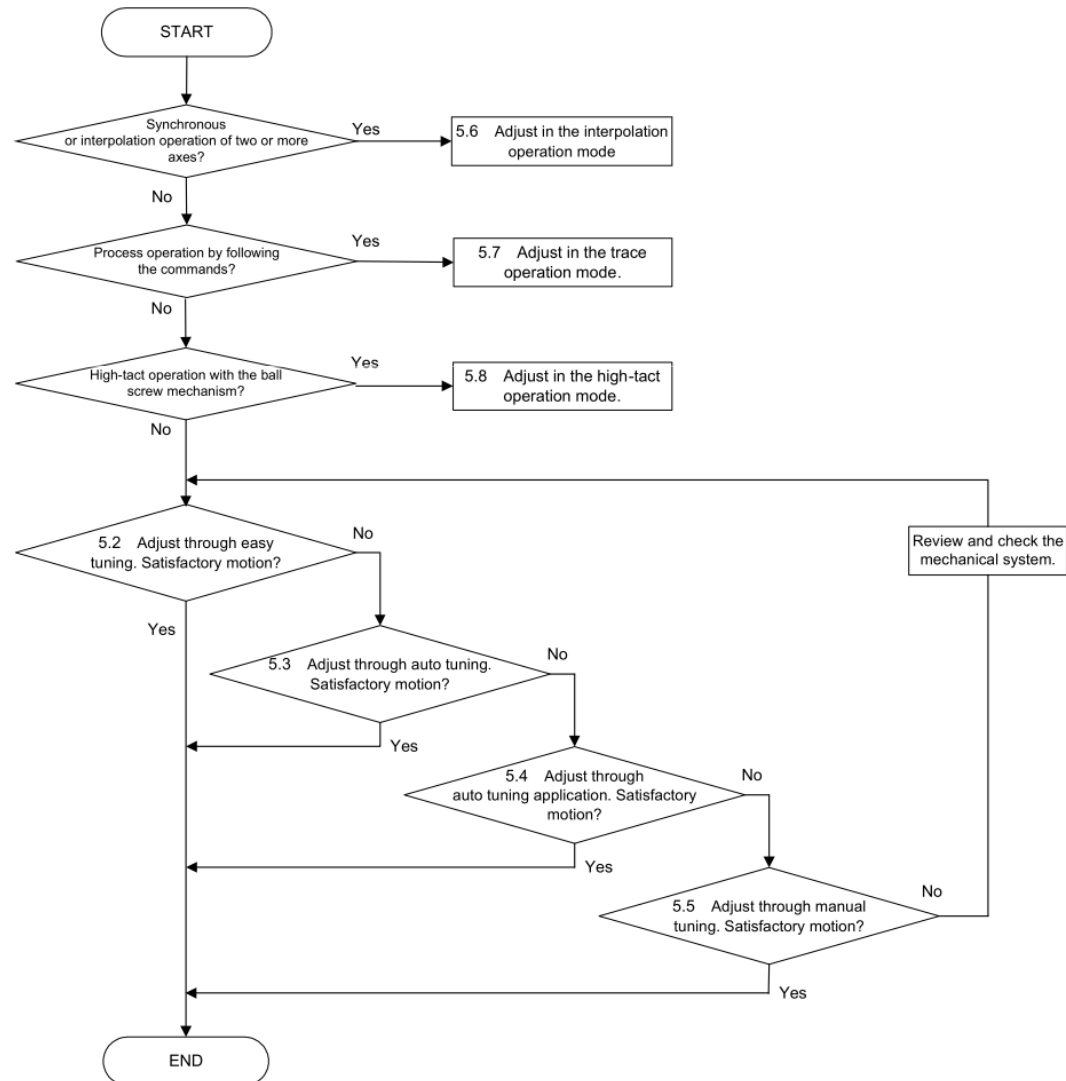 START
Synchronous
or interpolation operation of two or more
axes?
Yes
5.6 Adjust in the interpolation
operation mode
No
Process operation by following
the commands?
Yes
5.7 Adjust in the trace
operation mode.
No
High-tact operation with the ball
screw mechanism?
Yes
5.8 Adjust in the high-tact
operation mode.
No
5.2 Adjust through easy
tuning. Satisfactory motion?
No
Review and check the
mechanical system.
Yes
5.3 Adjust through auto tuning.
Satisfactory motion?
No
Yes
5.4 Adjust through
auto tuning application. Satisfactory
motion?
No
Yes
5.5 Adjust through manual
tuning. Satisfactory motion?
No
Yes
END